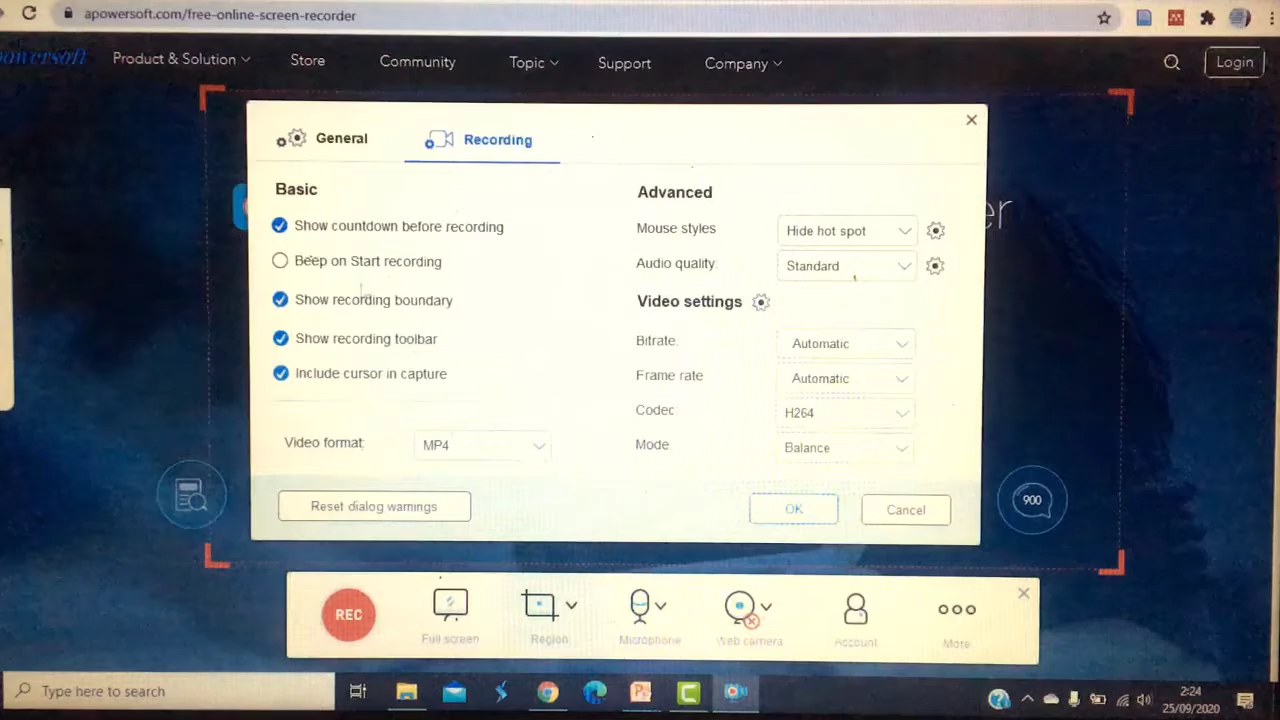 apowersoft.com/free-online-screen-recorder
powersoft Product & Solution Store Community Topic Support Company Login
General Recording
Basic
Show countdown before recording
Beep on Start recording
Show recording boundary
Show recording toolbar
Include cursor in capture
Video format: MP4
Reset dialog warnings
Advanced
Mouse styles Hide hot spot
Audio quality: Standard
Video settings
Bitrate: Automatic
Frame rate Automatic
Codec: H264
Mode Balance
OK Cancel
er
900
REC Full screen Region Microphone Web camera Account More
Type here to search
2:24
25/09/2020